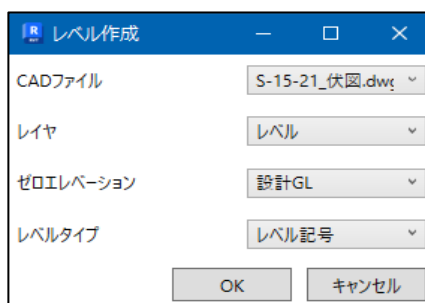 レベル作成
CADファイル S-15-21_伏図.dwg
レイヤ レベル
ゼロエレベーション 設計GL
レベルタイプ レベル記号
OK キャンセル